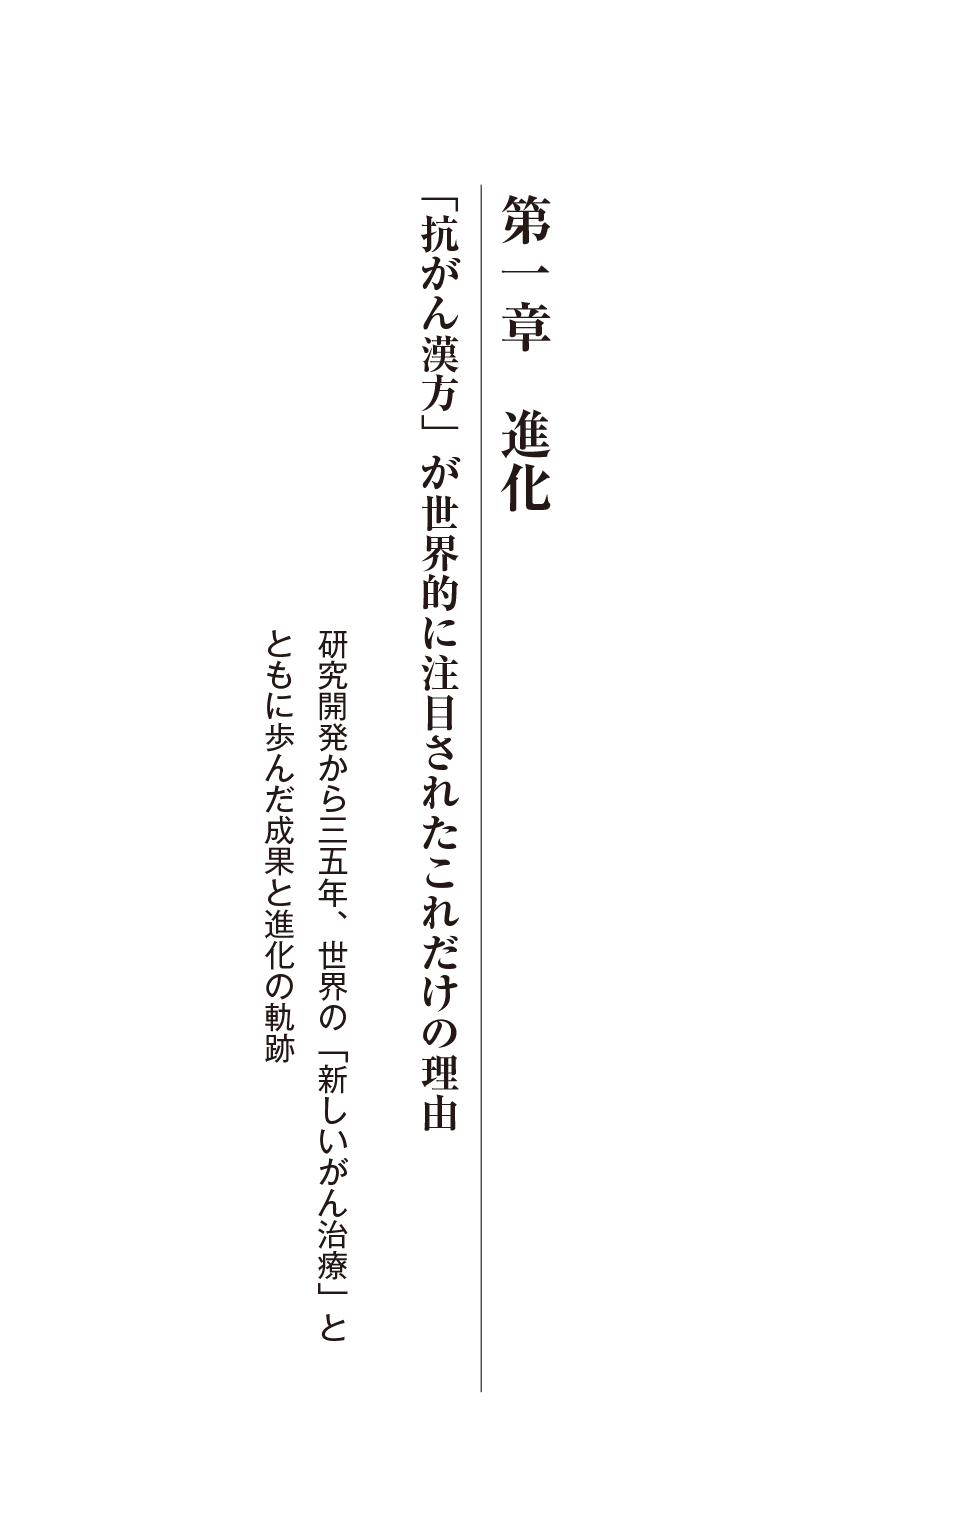 第一章　進化
「抗がん漢方」が世界的に注目されたこれだけの理由
研究開発から三五年、世界の「新しいがん治療」と
ともに歩んだ成果と進化の軌跡